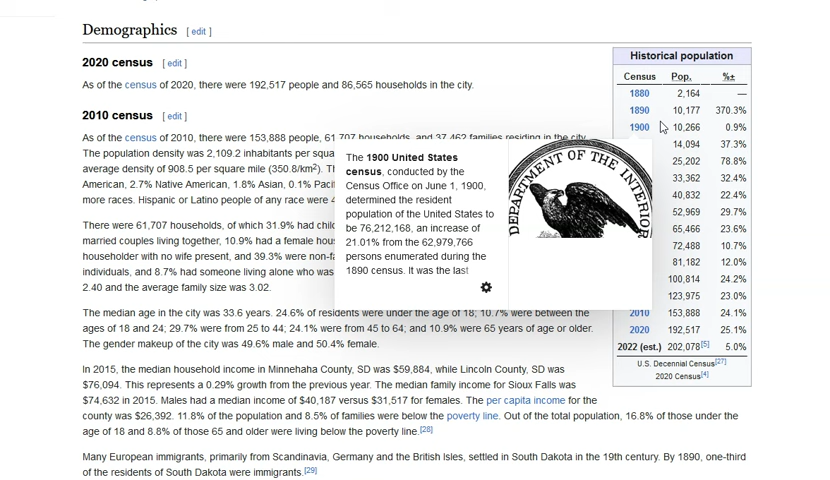 Demographics [ edit ]
2020 census [ edit ]
As of the census of 2020, there were 192,517 people and 86,565 households in the city.
2010 census [ edit ]
As of the census of 2010, there were 153,888 people, 61,707 households, and 37,462 families residing in the city.
The population density was 2,109.2 inhabitants per squa
average density of 908.5 per square mile (350.8/km2). Th
American, 2.7% Native American, 1.8% Asian, 0.1% Paci
more races. Hispanic or Latino people of any race were 4
There were 61,707 households, of which 31.9% had chil
married couples living together, 10.9% had a female hou
householder with no wife present, and 39.3% were non-fa
individuals, and 8.7% had someone living alone who was
2.40 and the average family size was 3.02.
The median age in the city was 33.6 years. 24.6% of residents were under the age of 18; 10.7% were between the
ages of 18 and 24; 29.7% were from 25 to 44; 24.1% were from 45 to 64; and 10.9% were 65 years of age or older.
The gender makeup of the city was 49.6% male and 50.4% female.
In 2015, the median household income in Minnehaha County, SD was $59,884, while Lincoln County, SD was
$76,094. This represents a 0.29% growth from the previous year. The median family income for Sioux Falls was
$74,632 in 2015. Males had a median income of $40,187 versus $31,517 for females. The per capita income for the
county was $26,392. 11.8% of the population and 8.5% of families were below the poverty line. Out of the total population, 16.8% of those under the
age of 18 and 8.8% of those 65 and older were living below the poverty line.[28]
Many European immigrants, primarily from Scandinavia, Germany and the British Isles, settled in South Dakota in the 19th century. By 1890, one-third
of the residents of South Dakota were immigrants.[29]
The 1900 United States
census, conducted by the
Census Office on June 1, 1900,
determined the resident
population of the United States to
be 76,212,168, an increase of
21.01% from the 62,979,766
persons enumerated during the
1890 census. It was the last
DEPARTMENT OF THE INTERIOR
Historical population
Census Pop. %±
1880 2,164 —
1890 10,177 370.3%
1900 10,266 0.9%
14,094 37.3%
25,202 78.8%
33,362 32.4%
40,832 22.4%
52,969 29.7%
65,466 23.6%
72,488 10.7%
81,182 12.0%
100,814 24.2%
123,975 23.0%
2010 153,888 24.1%
2020 192,517 25.1%
2022 (est.) 202,078[5] 5.0%
U.S. Decennial Census[27]
2020 Census[4]